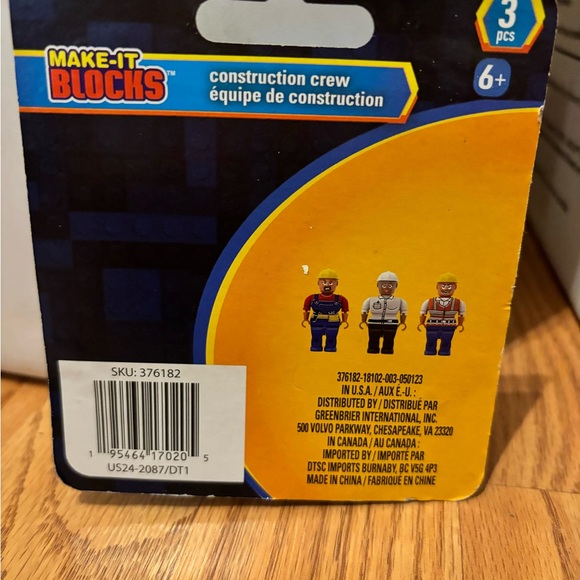 MAKE-IT
BLOCKS™
construction crew
équipe de construction
3
pcs
6+
376182-18102-003-050123
IN U.S.A. / AUX É.-U. :
DISTRIBUTED BY / DISTRIBUÉ PAR
GREENBRIER INTERNATIONAL, INC.
500 VOLVO PARKWAY, CHESAPEAKE, VA 23320
IN CANADA / AU CANADA :
IMPORTED BY / IMPORTÉ PAR
DTSC IMPORTS BURNABY, BC V5G 4P3
MADE IN CHINA / FABRIQUÉ EN CHINE
SKU: 376182
1 95464 17020 5
US24-2087/DT1